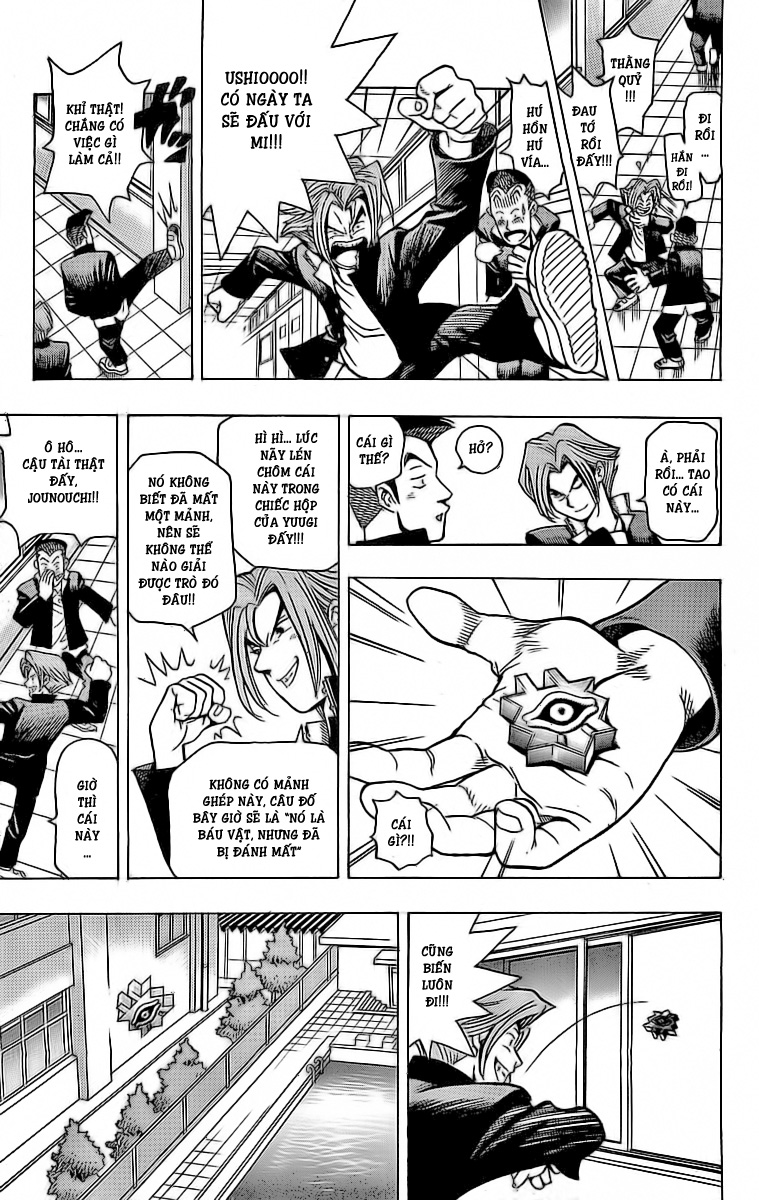 THẰNG
QUỶ
!!!
ĐI
RỒI
...
HẮN
ĐI
RỒI!
ĐAU
TỚ
RỒI
ĐẤY!!!
HÚ
HỒN
HÚ
VÍA...
USHIOOOO!!
CÓ NGÀY TA
SẼ ĐẤU VỚI
MI!!!
KHỈ THẬT!
CHẲNG CÓ
VIỆC GÌ
LÀM CẢ!!
À, PHẢI
RỒI... TAO
CÓ CÁI
NÀY...
HỞ?
CÁI GÌ
THẾ?
CÁI
GÌ?!!
HÌ HÌ... LÚC
NÃY LÉN
CHÔM CÁI
NÀY TRONG
CHIẾC HỘP
CỦA YUUGI
ĐẤY!!
NÓ KHÔNG
BIẾT ĐÃ MẤT
MỘT MẢNH,
NÊN SẼ
KHÔNG THỂ
NÀO GIẢI
ĐƯỢC TRÒ ĐÓ
ĐÂU!!
KHÔNG CÓ MẢNH
GHÉP NÀY, CÂU ĐỐ
BÂY GIỜ SẼ LÀ "NÓ LÀ
BÁU VẬT, NHƯNG ĐÃ
BỊ ĐÁNH MẤT"
Ô HÔ...
CẬU TÀI THẬT
ĐẤY,
JOUNOUCHI!!
GIỜ
THÌ
CÁI NÀY
...
CŨNG
BIẾN
LUÔN
ĐI!!!